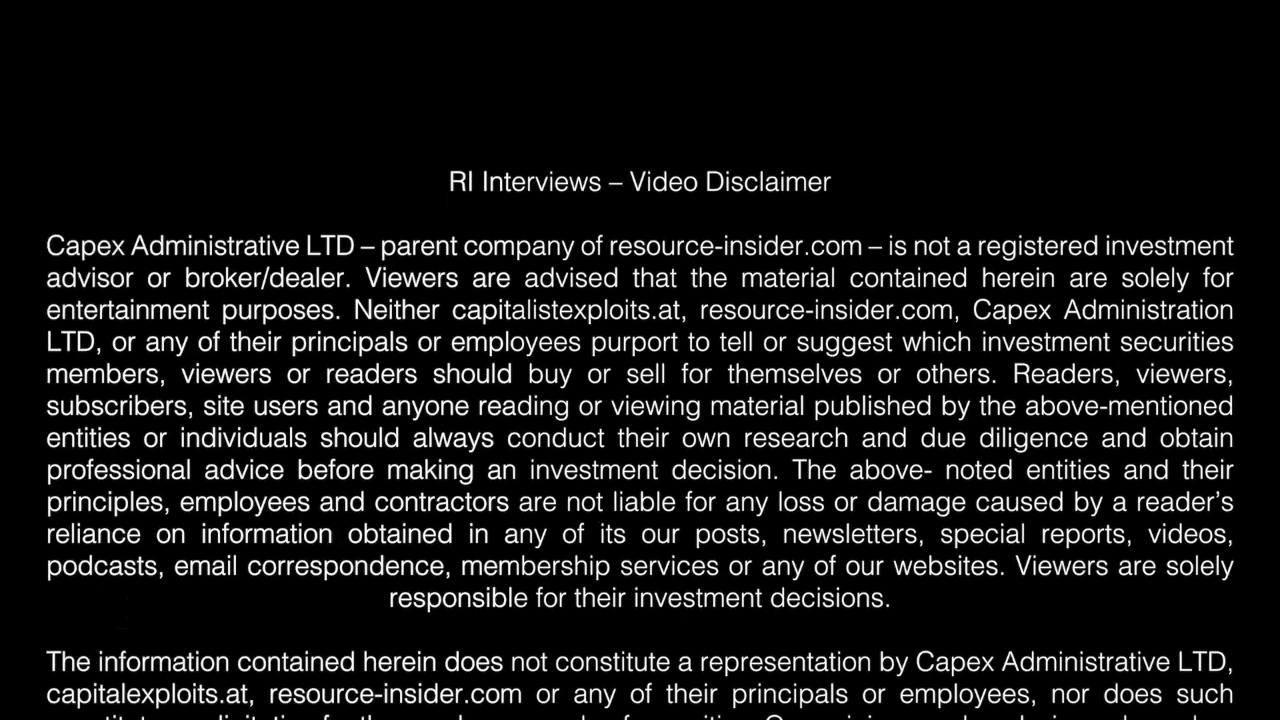 RI Interviews – Video Disclaimer
Capex Administrative LTD – parent company of resource-insider.com – is not a registered investment
advisor or broker/dealer. Viewers are advised that the material contained herein are solely for
entertainment purposes. Neither capitalistexploits.at, resource-insider.com, Capex Administration
LTD, or any of their principals or employees purport to tell or suggest which investment securities
members, viewers or readers should buy or sell for themselves or others. Readers, viewers,
subscribers, site users and anyone reading or viewing material published by the above-mentioned
entities or individuals should always conduct their own research and due diligence and obtain
professional advice before making an investment decision. The above- noted entities and their
principles, employees and contractors are not liable for any loss or damage caused by a reader’s
reliance on information obtained in any of its our posts, newsletters, special reports, videos,
podcasts, email correspondence, membership services or any of our websites. Viewers are solely
responsible for their investment decisions.
The information contained herein does not constitute a representation by Capex Administrative LTD,
capitalexploits.at, resource-insider.com or any of their principals or employees, nor does such